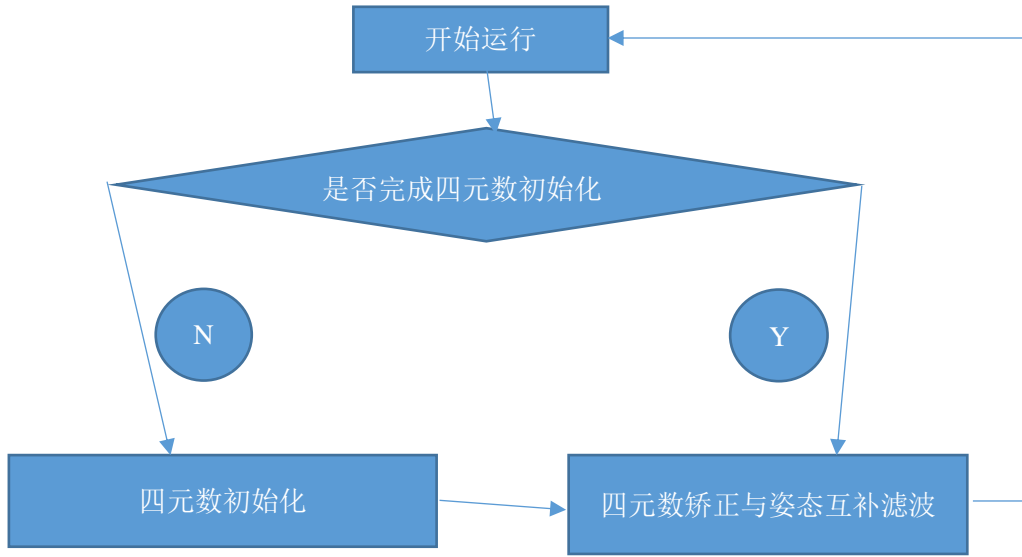 开始运行
是否完成四元数初始化
N
Y
四元数初始化
四元数矫正与姿态互补滤波